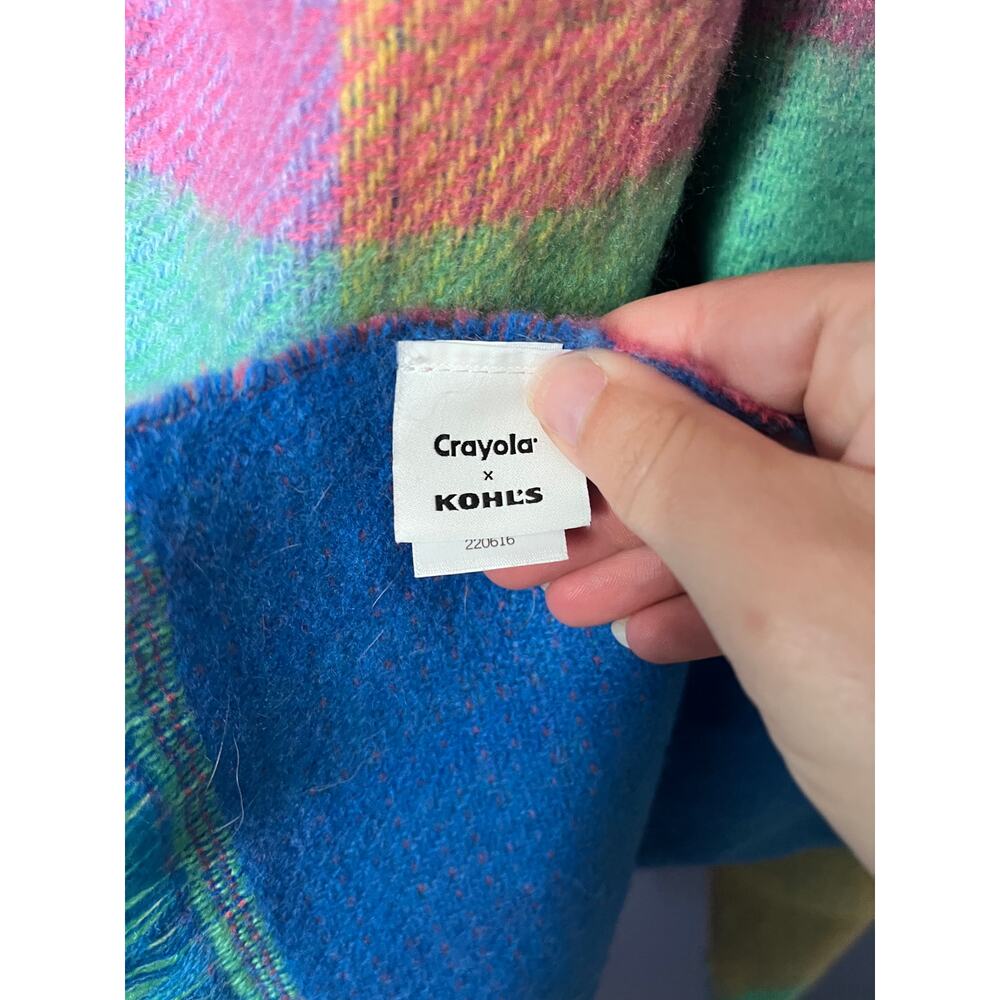 Crayola
x
KOHL'S
220616